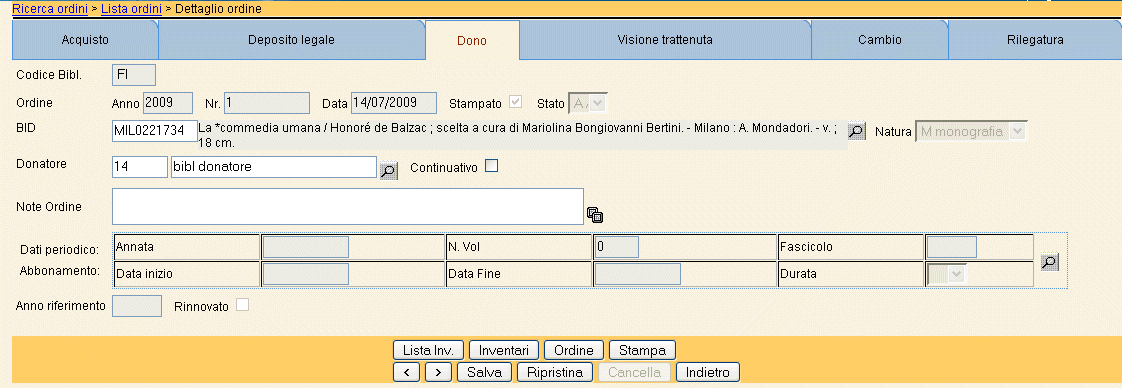 Ricerca ordini > Lista ordini > Dettaglio ordine
Acquisto Deposito legale Dono Visione trattenuta Cambio Rilegatura
Codice Bibl. FI
Ordine Anno 2009 Nr. 1 Data 14/07/2009 Stampato Stato A
BID MIL0221734 La *commedia umana / Honoré de Balzac ; scelta a cura di Mariolina Bongiovanni Bertini. - Milano : A. Mondadori. - v. ; Natura M monografia
18 cm.
Donatore 14 bibl donatore Continuativo
Note Ordine
Dati periodico: Annata N. Vol 0 Fascicolo
Abbonamento: Data inizio Data Fine Durata
Anno riferimento Rinnovato
Lista Inv. Inventari Ordine Stampa
< > Salva Ripristina Cancella Indietro